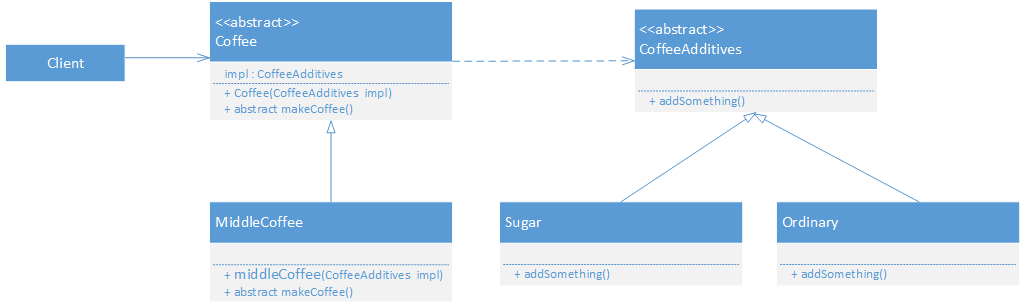 Client
<<abstract>>
Coffee
impl : CoffeeAdditives
+ Coffee(CoffeeAdditives impl)
+ abstract makeCoffee()
<<abstract>>
CoffeeAdditives
+ addSomething()
MiddleCoffee
+ middleCoffee(CoffeeAdditives impl)
+ abstract makeCoffee()
Sugar
+ addSomething()
Ordinary
+ addSomething()